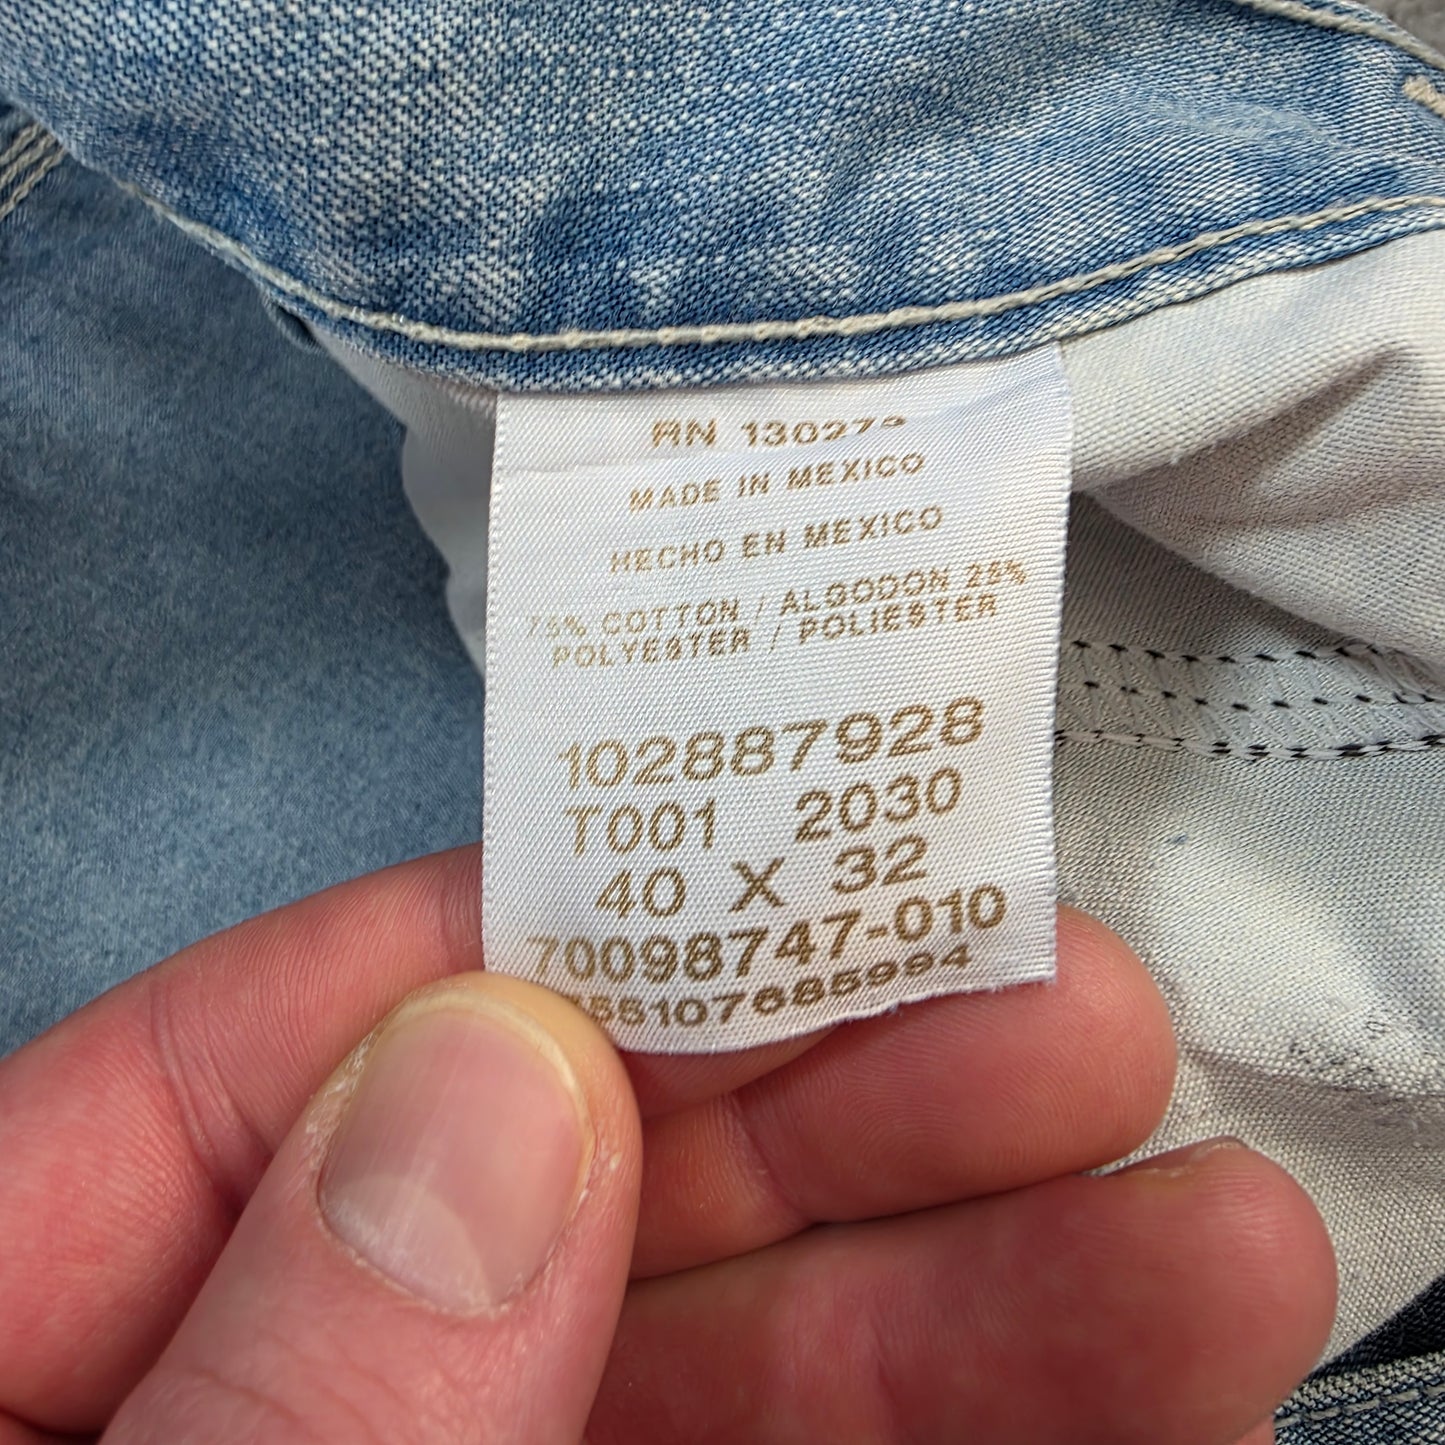 RN 130273
MADE IN MEXICO
HECHO EN MEXICO
75% COTTON / ALGODON 25%
POLYESTER / POLIESTER
102887928
T001 2030
40 X 32
70098747-010